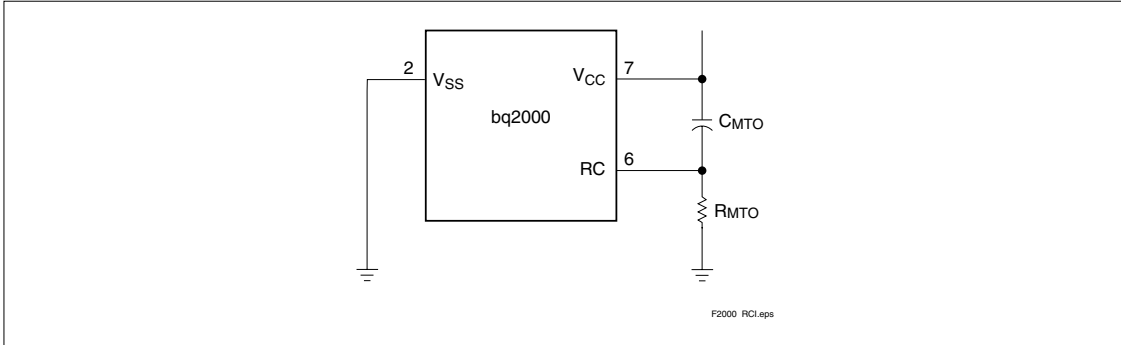 2
VSS
VCC
7
bq2000
CMTO
RC
6
RMTO
F2000 RCI.eps